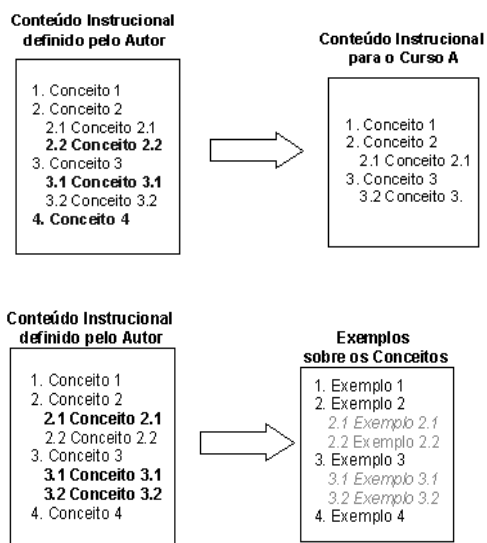 Conteúdo Instrucional
definido pelo Autor
1. Conceito 1
2. Conceito 2
2.1 Conceito 2.1
2.2 Conceito 2.2
3. Conceito 3
3.1 Conceito 3.1
3.2 Conceito 3.2
4. Conceito 4
Conteúdo Instrucional
para o Curso A
1. Conceito 1
2. Conceito 2
2.1 Conceito 2.1
3. Conceito 3
3.2 Conceito 3.
Conteúdo Instrucional
definido pelo Autor
1. Conceito 1
2. Conceito 2
2.1 Conceito 2.1
2.2 Conceito 2.2
3. Conceito 3
3.1 Conceito 3.1
3.2 Conceito 3.2
4. Conceito 4
Exemplos
sobre os Conceitos
1. Exemplo 1
2. Exemplo 2
2.1 Exemplo 2.1
2.2 Exemplo 2.2
3. Exemplo 3
3.1 Exemplo 3.1
3.2 Exemplo 3.2
4. Exemplo 4